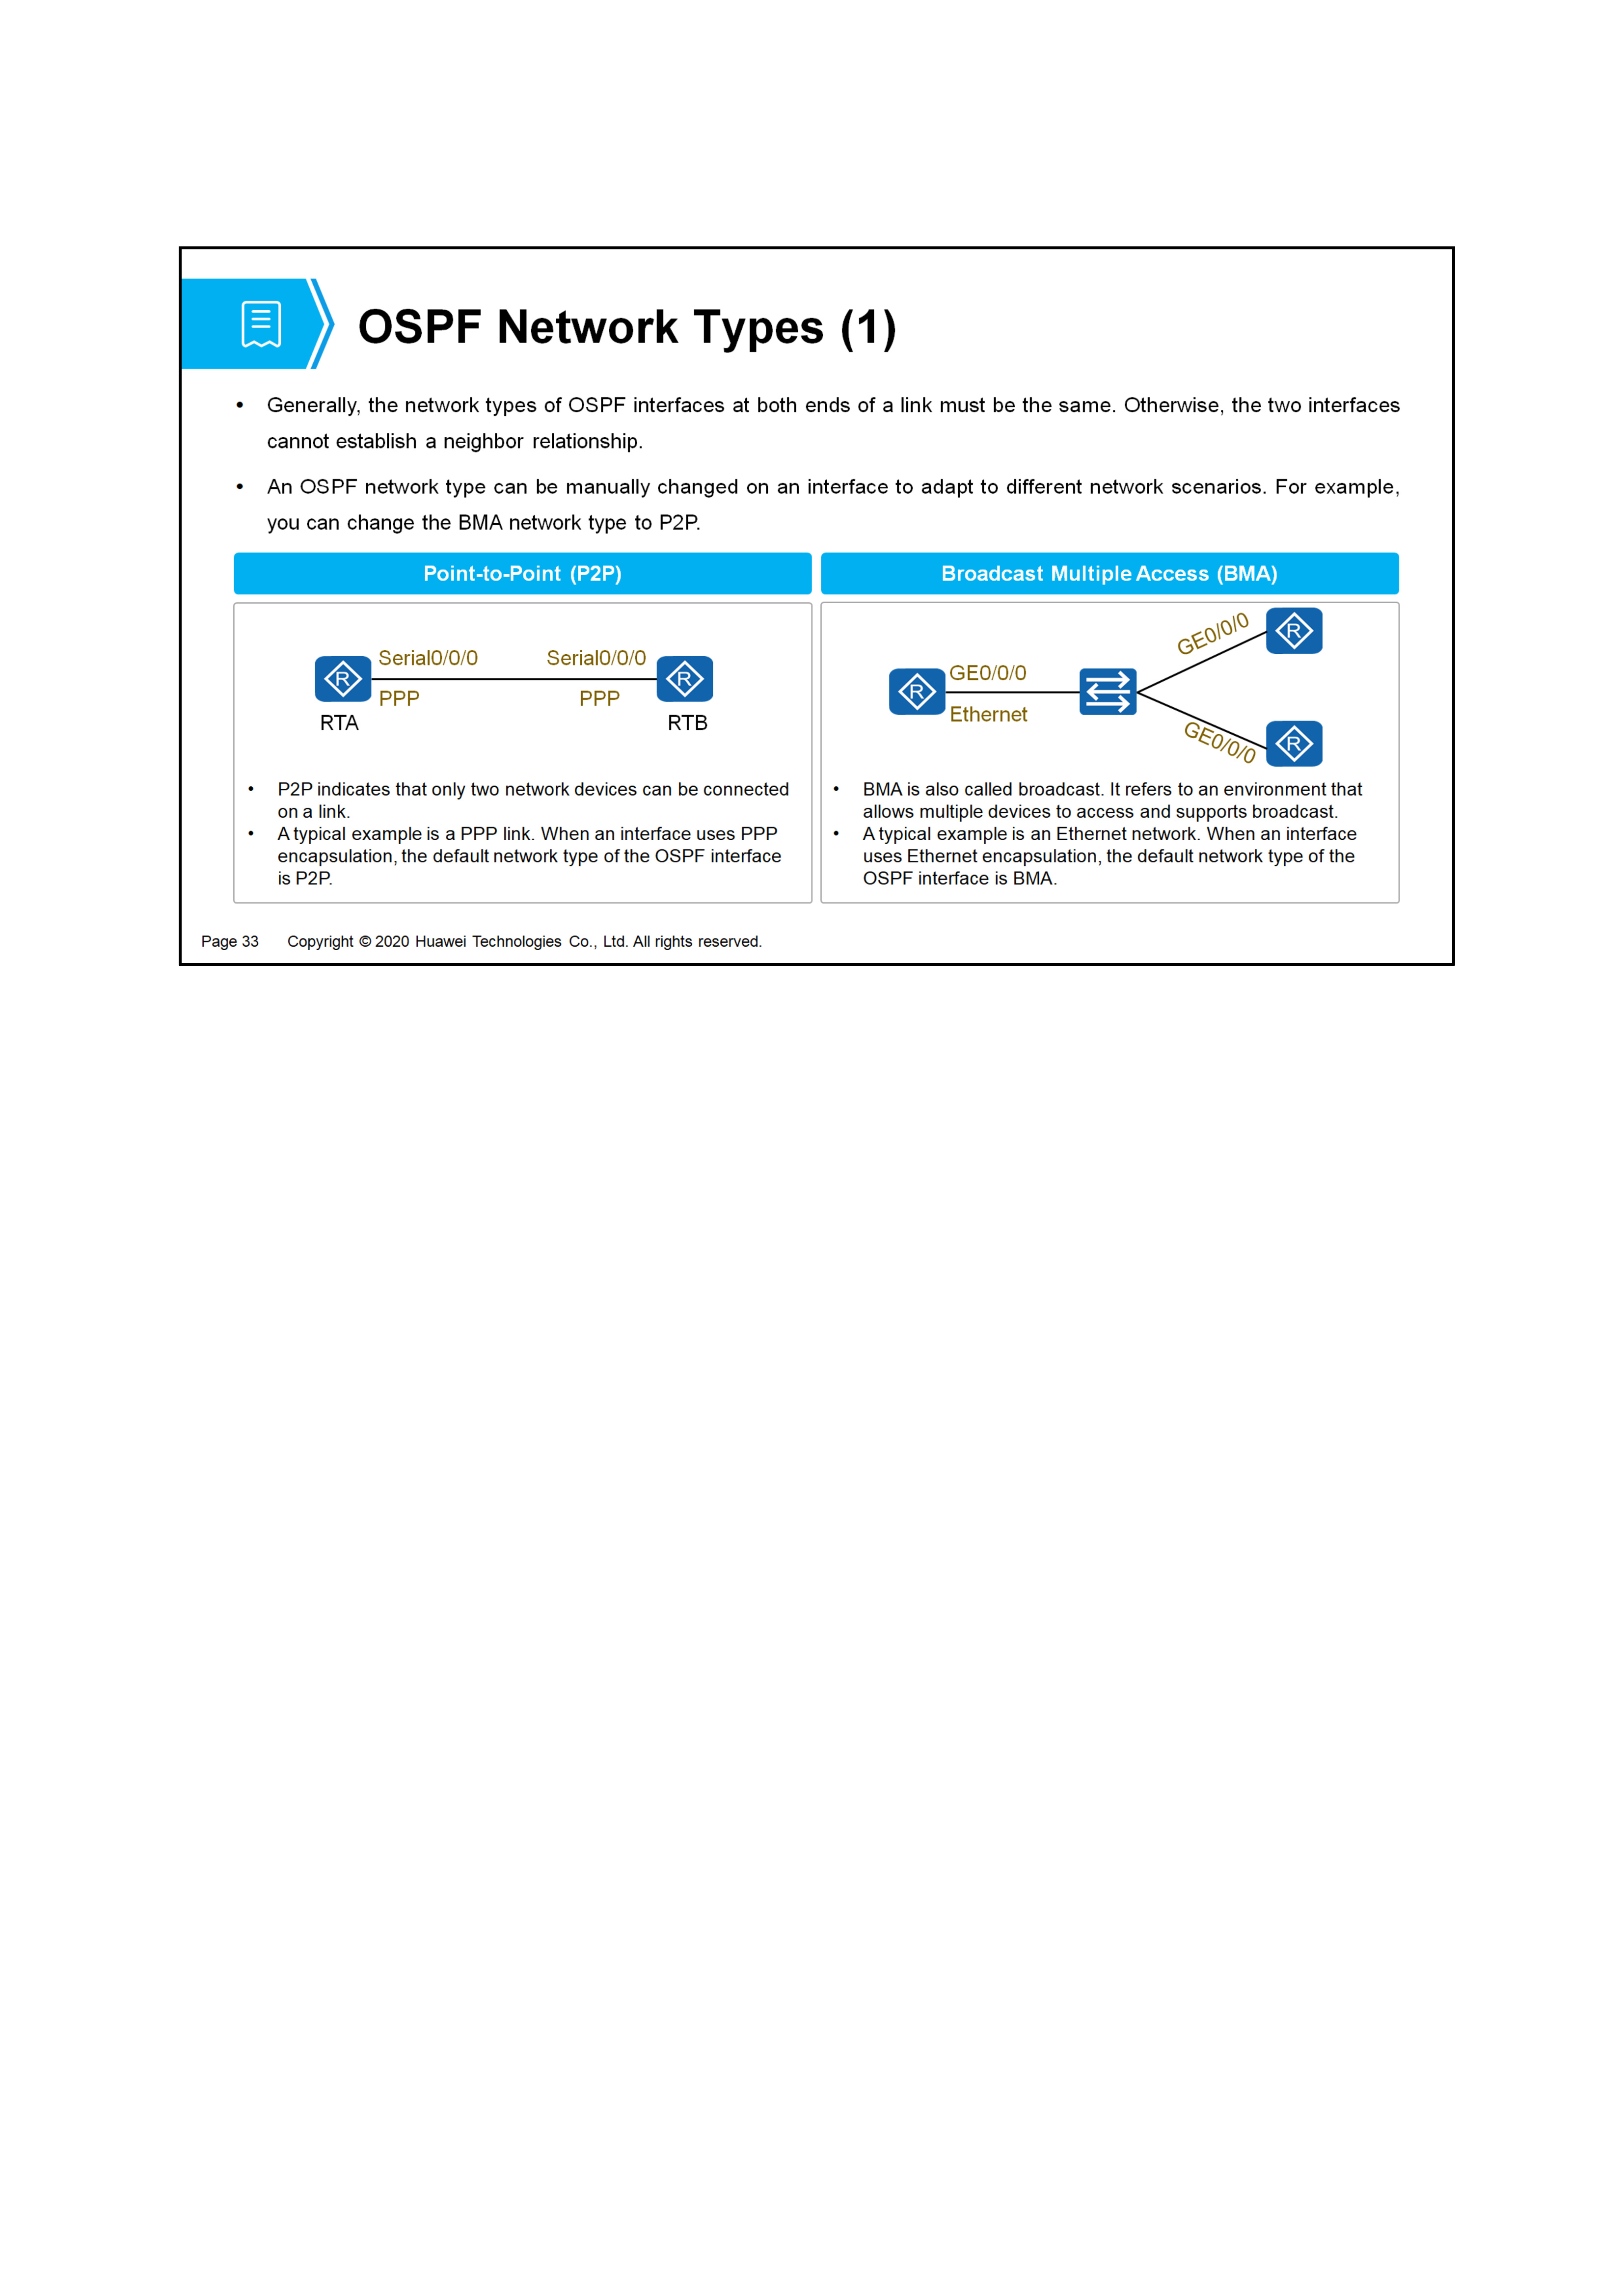 OSPF Network Types (1)
• Generally, the network types of OSPF interfaces at both ends of a link must be the same. Otherwise, the two interfaces
cannot establish a neighbor relationship.
• An OSPF network type can be manually changed on an interface to adapt to different network scenarios. For example,
you can change the BMA network type to P2P.
Point-to-Point (P2P)
R
Serial0/0/0
PPP
RTA
Serial0/0/0
PPP
R
RTB
• P2P indicates that only two network devices can be connected
on a link.
• A typical example is a PPP link. When an interface uses PPP
encapsulation, the default network type of the OSPF interface
is P2P.
Broadcast Multiple Access (BMA)
R
GE0/0/0
Ethernet
GE0/0/0
R
GE0/0/0
R
• BMA is also called broadcast. It refers to an environment that
allows multiple devices to access and supports broadcast.
• A typical example is an Ethernet network. When an interface
uses Ethernet encapsulation, the default network type of the
OSPF interface is BMA.
Page 33 Copyright © 2020 Huawei Technologies Co., Ltd. All rights reserved.